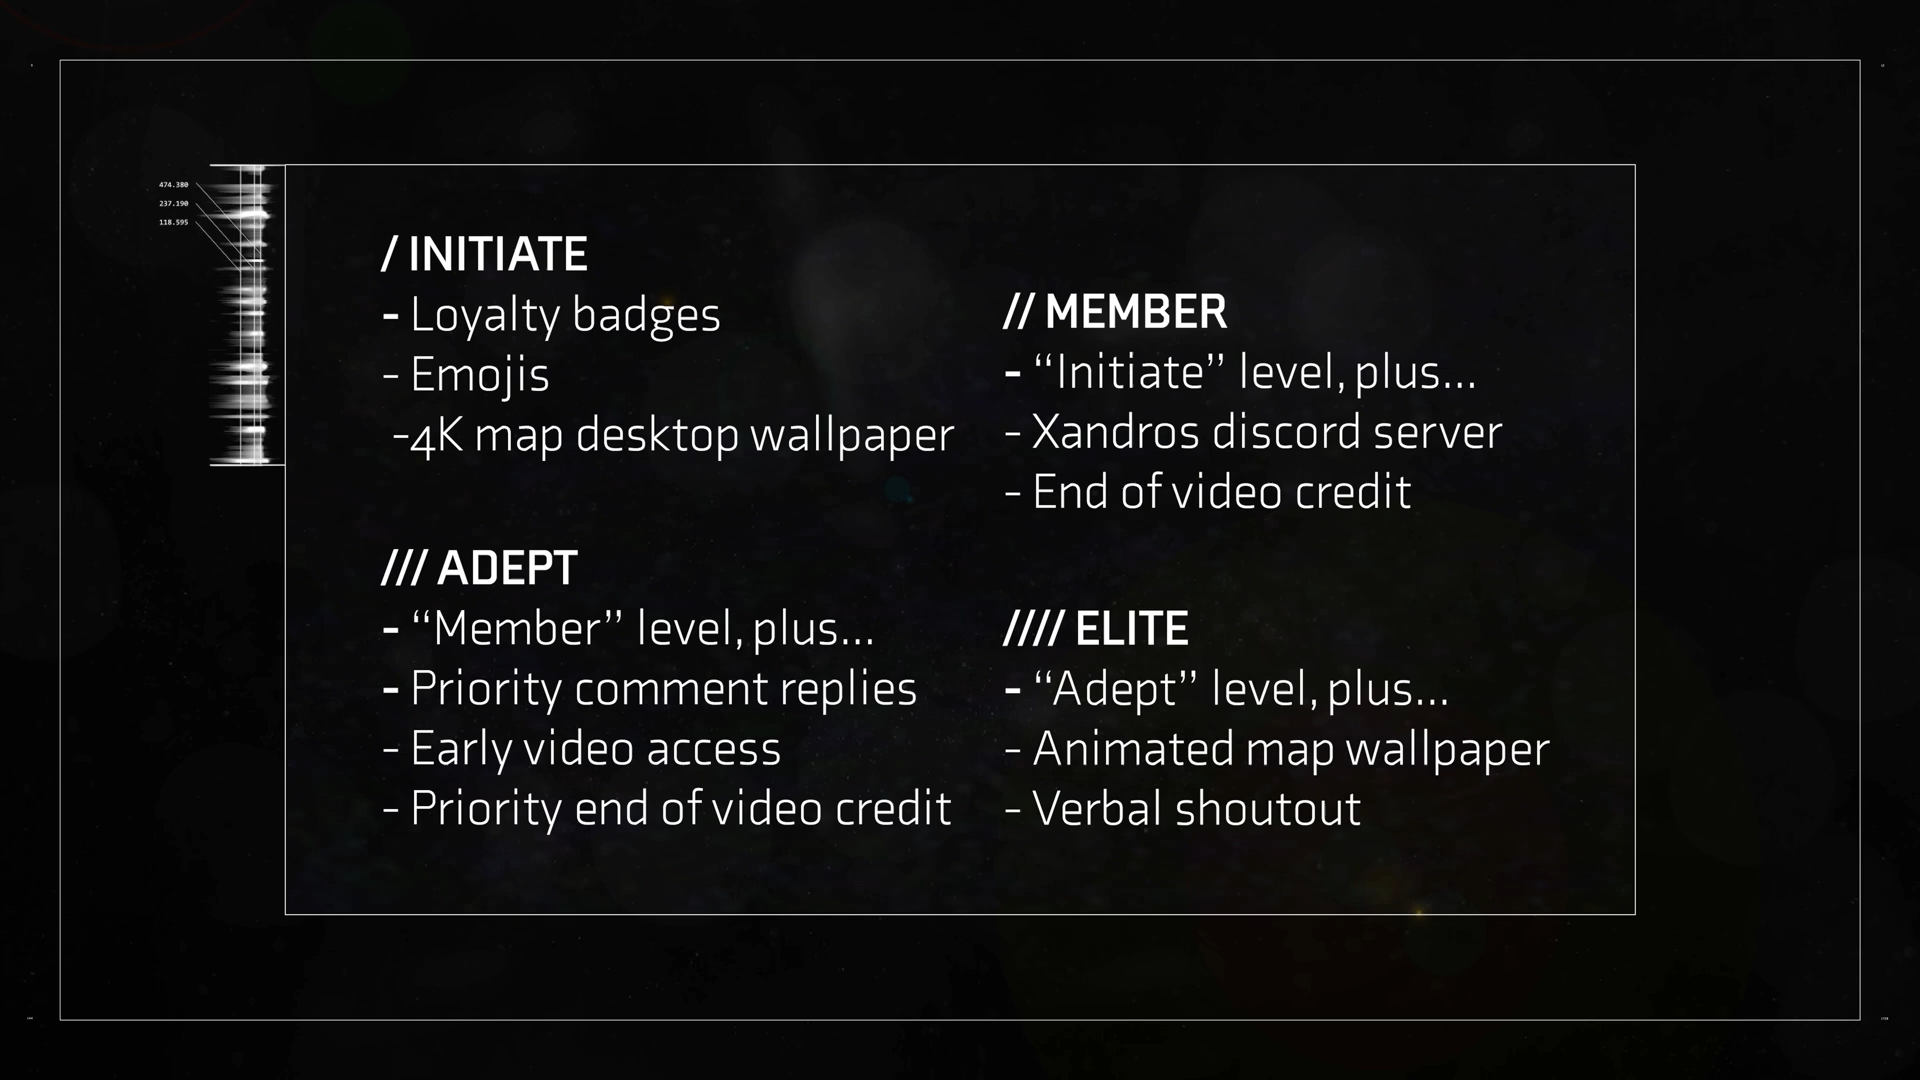 474.380
237.190
118.595
/ INITIATE
- Loyalty badges
- Emojis
-4K map desktop wallpaper
// MEMBER
- “Initiate” level, plus...
- Xandros discord server
- End of video credit
/// ADEPT
- “Member” level, plus...
- Priority comment replies
- Early video access
- Priority end of video credit
//// ELITE
- “Adept” level, plus...
- Animated map wallpaper
- Verbal shoutout